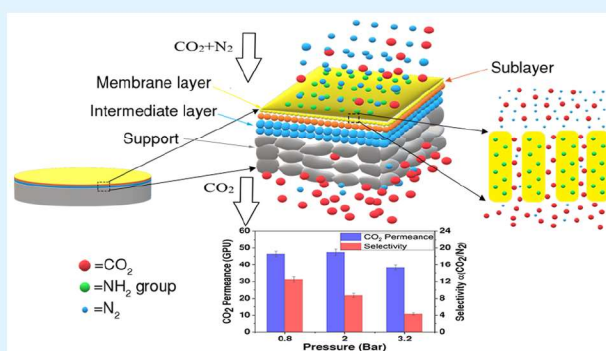 CO₂+N₂
Membrane layer
Intermediate layer
Support
Sublayer
CO₂
=CO₂
=NH₂ group
=N₂
CO₂ Permeance
Selectivity
CO₂ Permeance (GPU)
60
50
40
30
20
10
0
24
20
16
12
8
4
0
Selectivity α(CO₂/N₂)
0.8 2 3.2
Pressure (Bar)